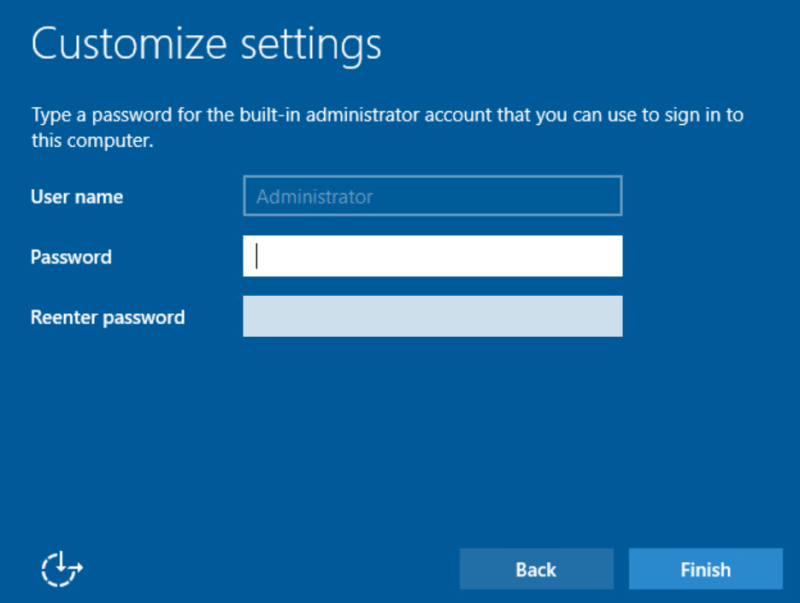 Customize settings
Type a password for the built-in administrator account that you can use to sign in to
this computer.
User name
Administrator
Password
Reenter password
Back
Finish